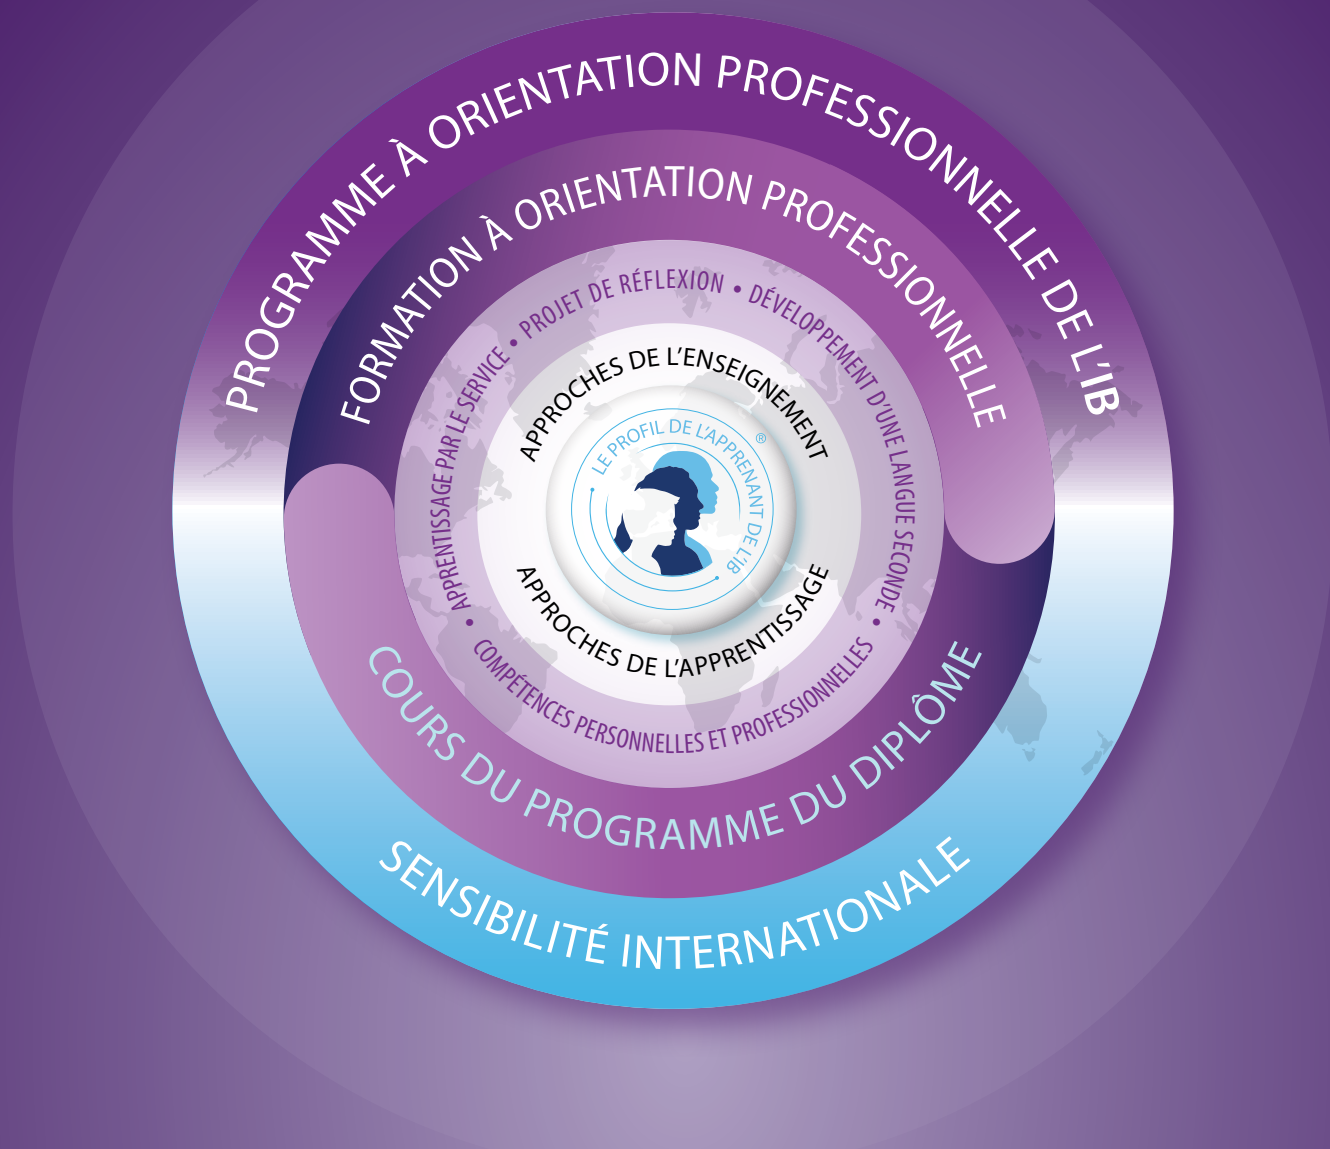 PROGRAMME À ORIENTATION PROFESSIONNELLE DE L’IB
FORMATION À ORIENTATION PROFESSIONNELLE
APPRENTISSAGE PAR LE SERVICE • PROJET DE RÉFLEXION • DÉVELOPPEMENT D’UNE LANGUE SECONDE •
COMPÉTENCES PERSONNELLES ET PROFESSIONNELLES •
APPROCHES DE L’ENSEIGNEMENT
LE PROFIL DE L’APPRENANT DE L’IB ®
APPROCHES DE L’APPRENTISSAGE
COURS DU PROGRAMME DU DIPLÔME
SENSIBILITÉ INTERNATIONALE